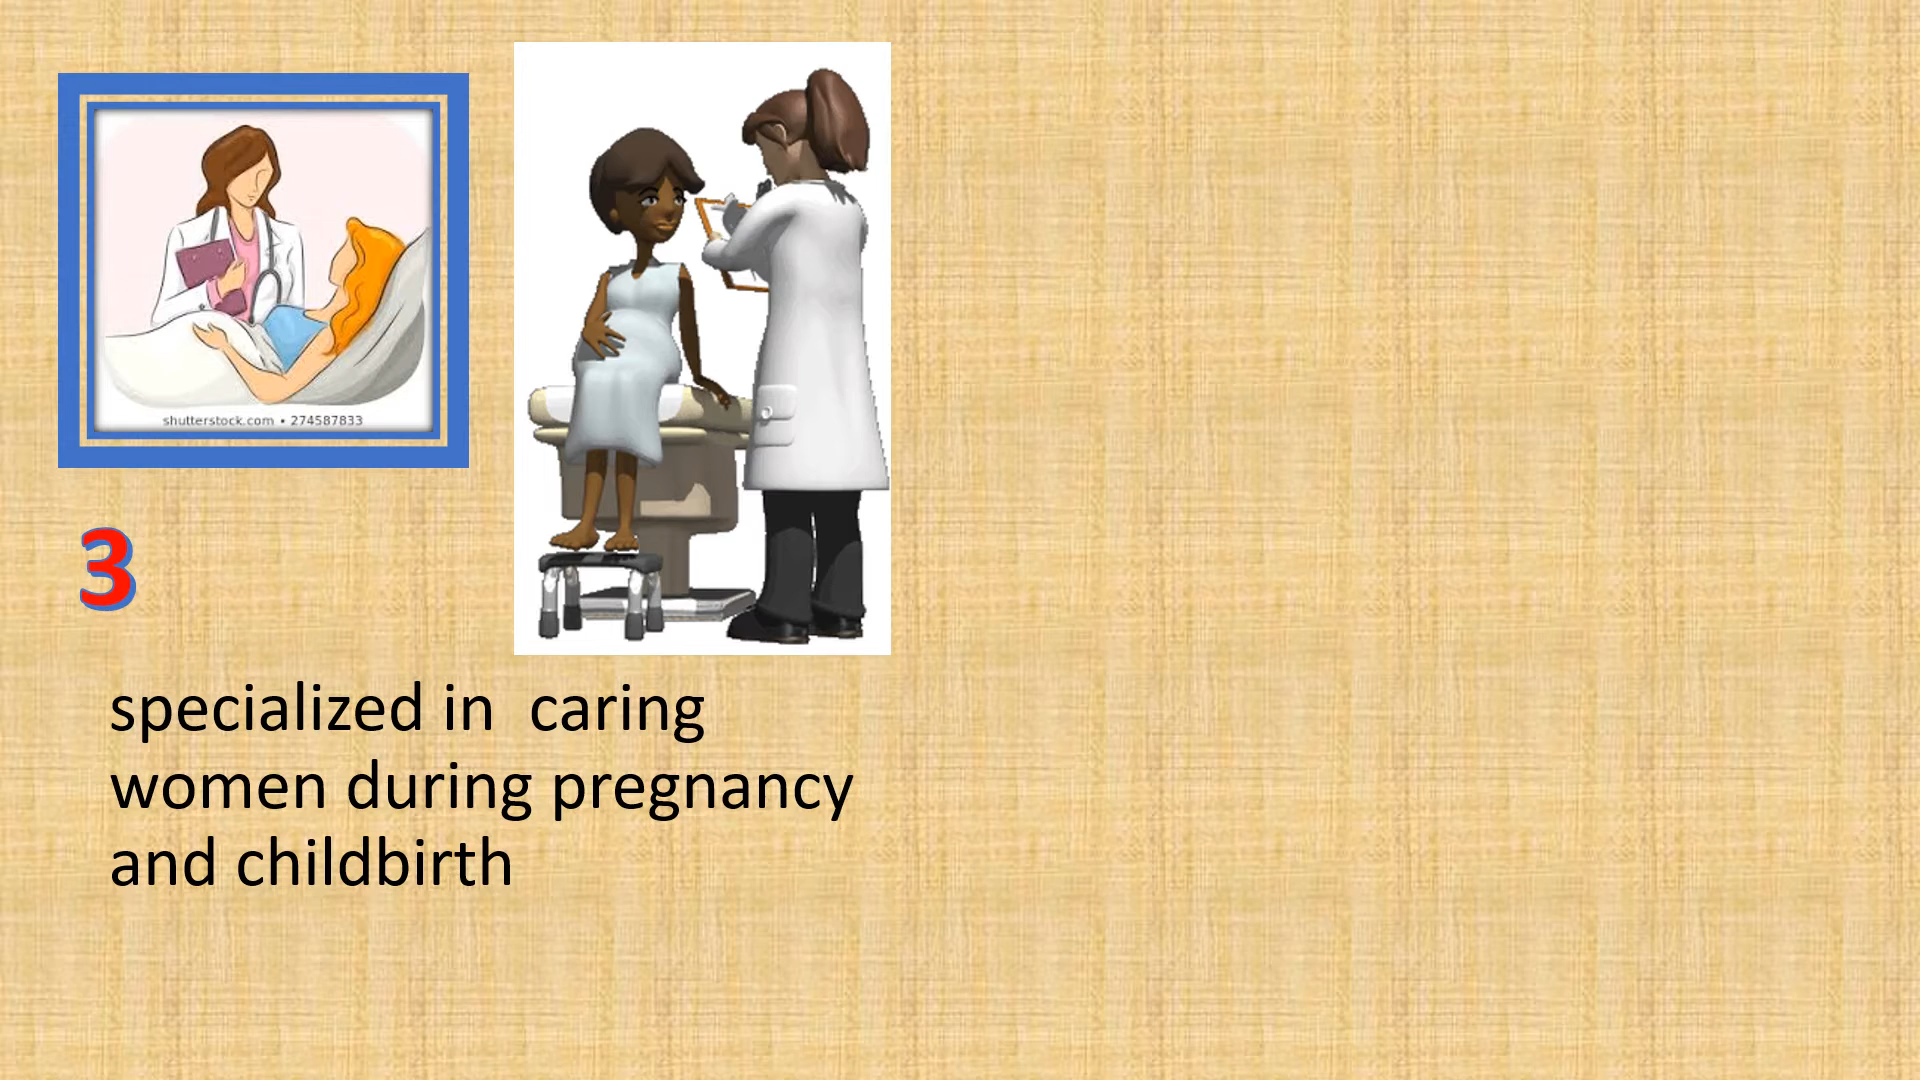 shutterstock.com • 274587833
3
specialized in  caring
women during pregnancy
and childbirth